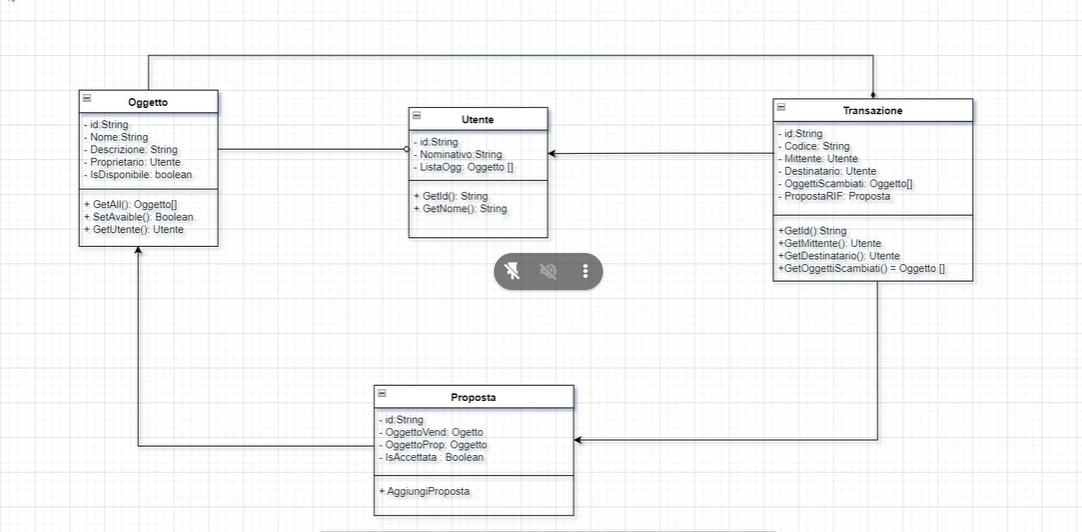 Oggetto
- id:String
- Nome:String
- Descrizione: String
- Proprietario: Utente
- IsDisponibile: boolean
+ GetAll(): Oggetto[]
+ SetAvaible(): Boolean
+ GetUtente(): Utente
Utente
- id:String
- Nominativo:String
- ListaOgg: Oggetto []
+ GetId(): String
+ GetNome(): String
Transazione
- id:String
- Codice: String
- Mittente: Utente
- Destinatario: Utente
- OggettiScambiati: Oggetto[]
- PropostaRIF: Proposta
+GetId():String
+GetMittente(): Utente
+GetDestinatario(): Utente
+GetOggettiScambiati() = Oggetto []
Proposta
- id:String
- OggettoVend: Ogetto
- OggettoProp: Oggetto
- IsAccettata : Boolean
+ AggiungiProposta